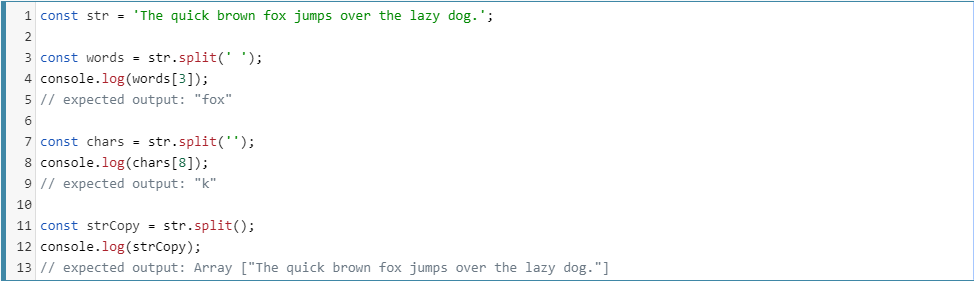 1 const str = 'The quick brown fox jumps over the lazy dog.';
2
3 const words = str.split(' ');
4 console.log(words[3]);
5 // expected output: "fox"
6
7 const chars = str.split('');
8 console.log(chars[8]);
9 // expected output: "k"
10
11 const strCopy = str.split();
12 console.log(strCopy);
13 // expected output: Array ["The quick brown fox jumps over the lazy dog."]